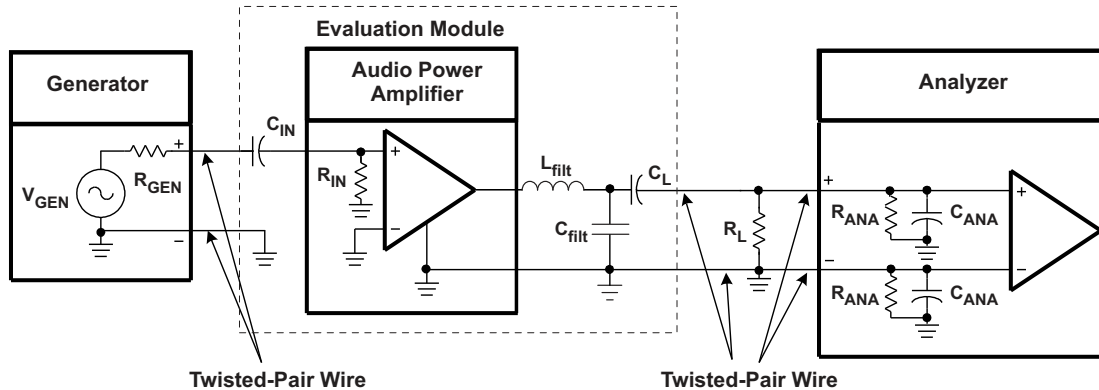 Evaluation Module
Generator
Audio Power
Amplifier
Analyzer
C_IN
+
R_GEN
V_GEN
−
R_IN
+
−
L_filt
C_L
C_filt
R_L
+
R_ANA
C_ANA
+
−
R_ANA
C_ANA
−
Twisted-Pair Wire
Twisted-Pair Wire